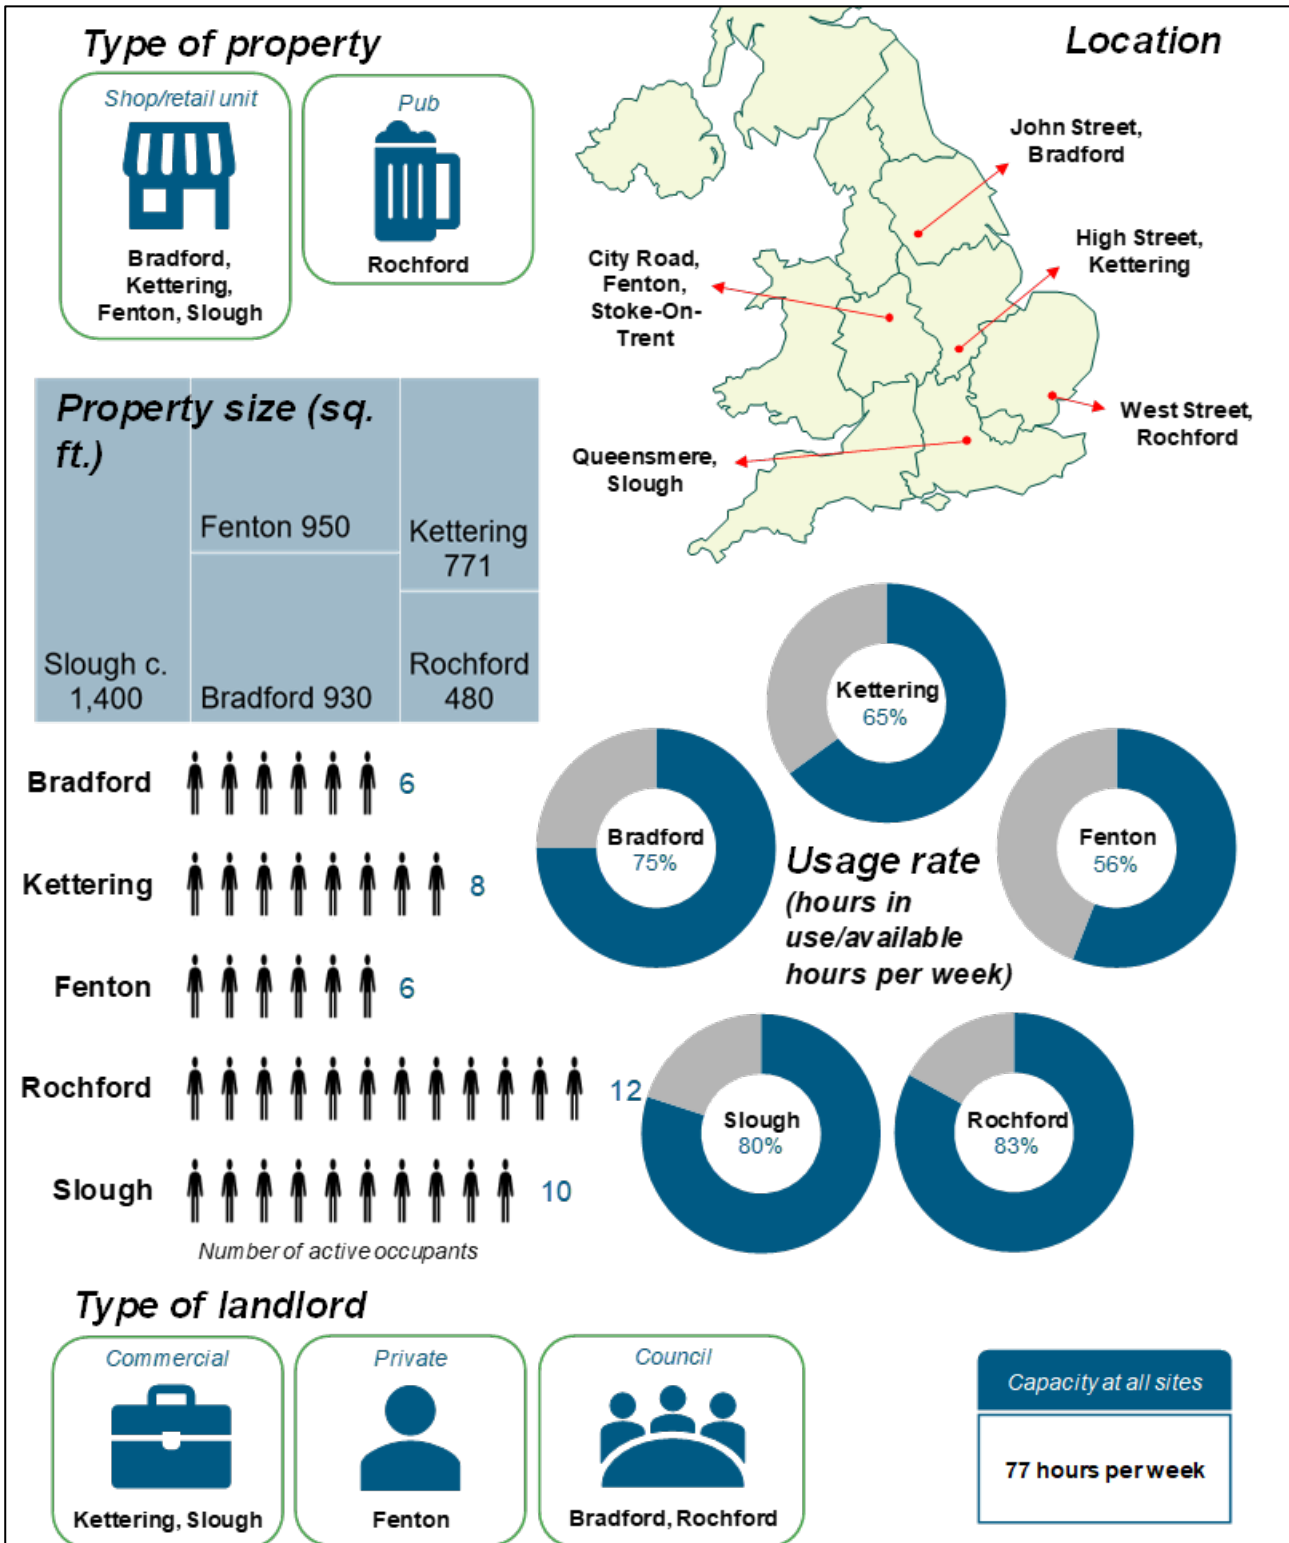 Type of property
Shop/retail unit
Bradford,
Kettering,
Fenton, Slough
Pub
Rochford
Location
John Street,
Bradford
High Street,
Kettering
City Road,
Fenton,
Stoke-On-
Trent
West Street,
Rochford
Queensmere,
Slough
Property size (sq.
ft.)
Slough c.
1,400
Fenton 950
Bradford 930
Kettering
771
Rochford
480
Kettering
65%
Bradford
75%
Fenton
56%
Usage rate
(hours in
use/available
hours per week)
Slough
80%
Rochford
83%
Bradford 6
Kettering 8
Fenton 6
Rochford 12
Slough 10
Number of active occupants
Type of landlord
Commercial
Kettering, Slough
Private
Fenton
Council
Bradford, Rochford
Capacity at all sites
77 hours per week